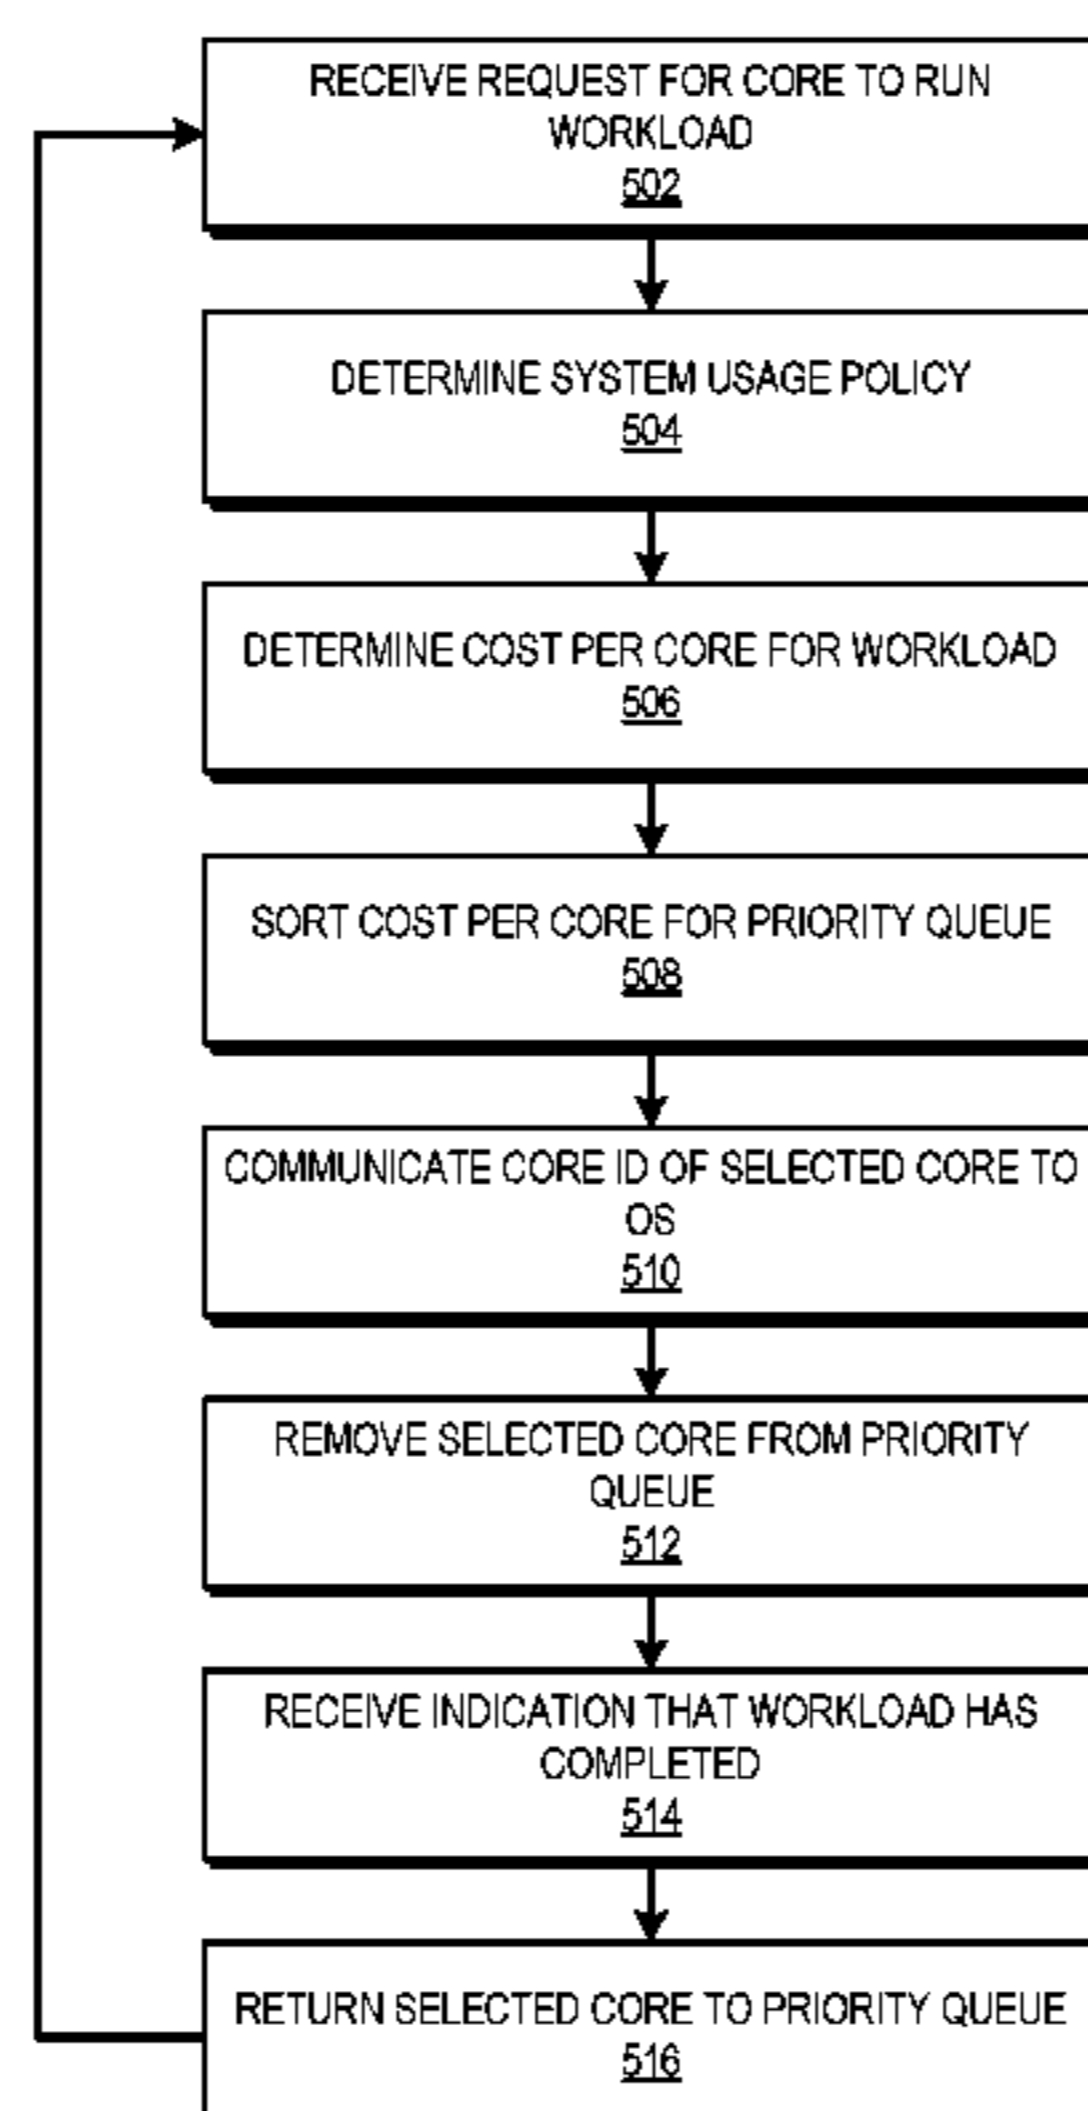 RECEIVE REQUEST FOR CORE TO RUN
WORKLOAD
502
DETERMINE SYSTEM USAGE POLICY
504
DETERMINE COST PER CORE FOR WORKLOAD
506
SORT COST PER CORE FOR PRIORITY QUEUE
508
COMMUNICATE CORE ID OF SELECTED CORE TO
OS
510
REMOVE SELECTED CORE FROM PRIORITY
QUEUE
512
RECEIVE INDICATION THAT WORKLOAD HAS
COMPLETED
514
RETURN SELECTED CORE TO PRIORITY QUEUE
516